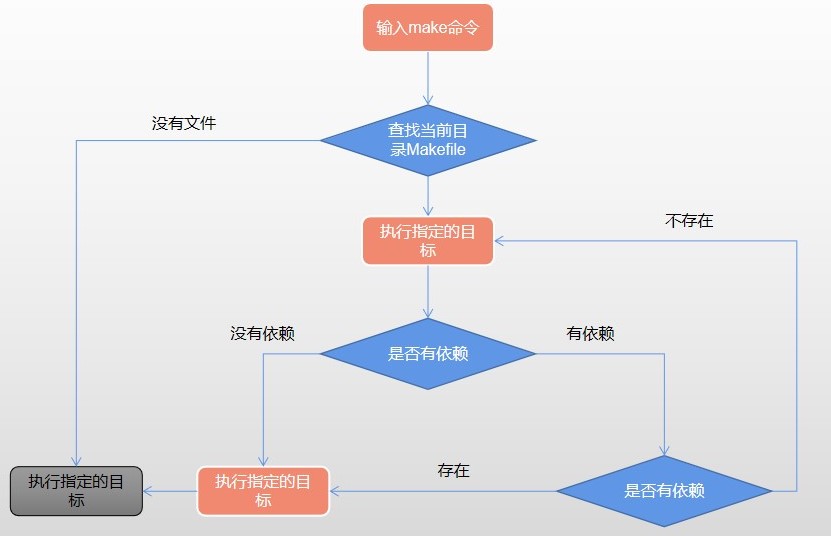 输入make命令
没有文件
查找当前目
录Makefile
不存在
执行指定的目
标
没有依赖
有依赖
是否有依赖
存在
执行指定的目
标
执行指定的目
标
是否有依赖